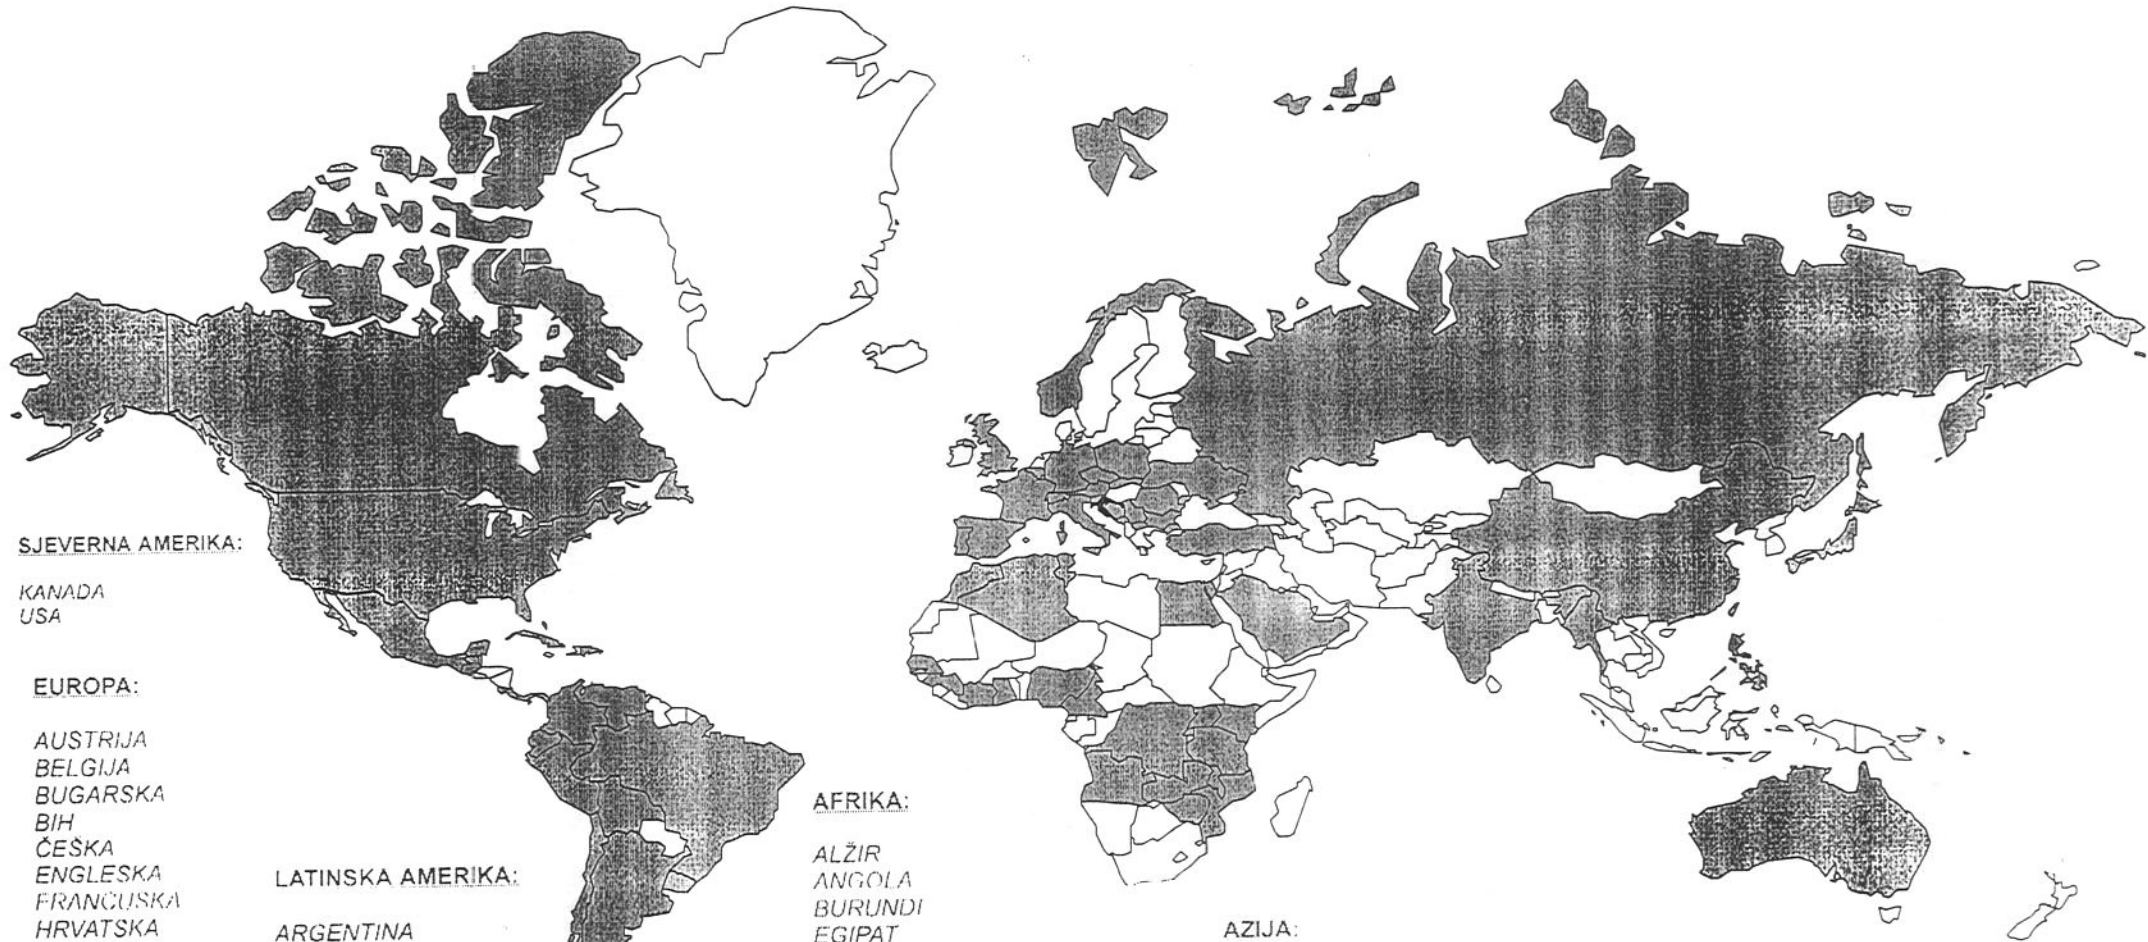 SJEVERNA AMERIKA:
KANADA
USA
EUROPA:
AUSTRIJA
BELGIJA
BUGARSKA
BIH
ČEŠKA
ENGLESKA
FRANCUSKA
HRVATSKA
LATINSKA AMERIKA:
ARGENTINA
AFRIKA:
ALŽIR
ANGOLA
BURUNDI
EGIPAT
AZIJA: